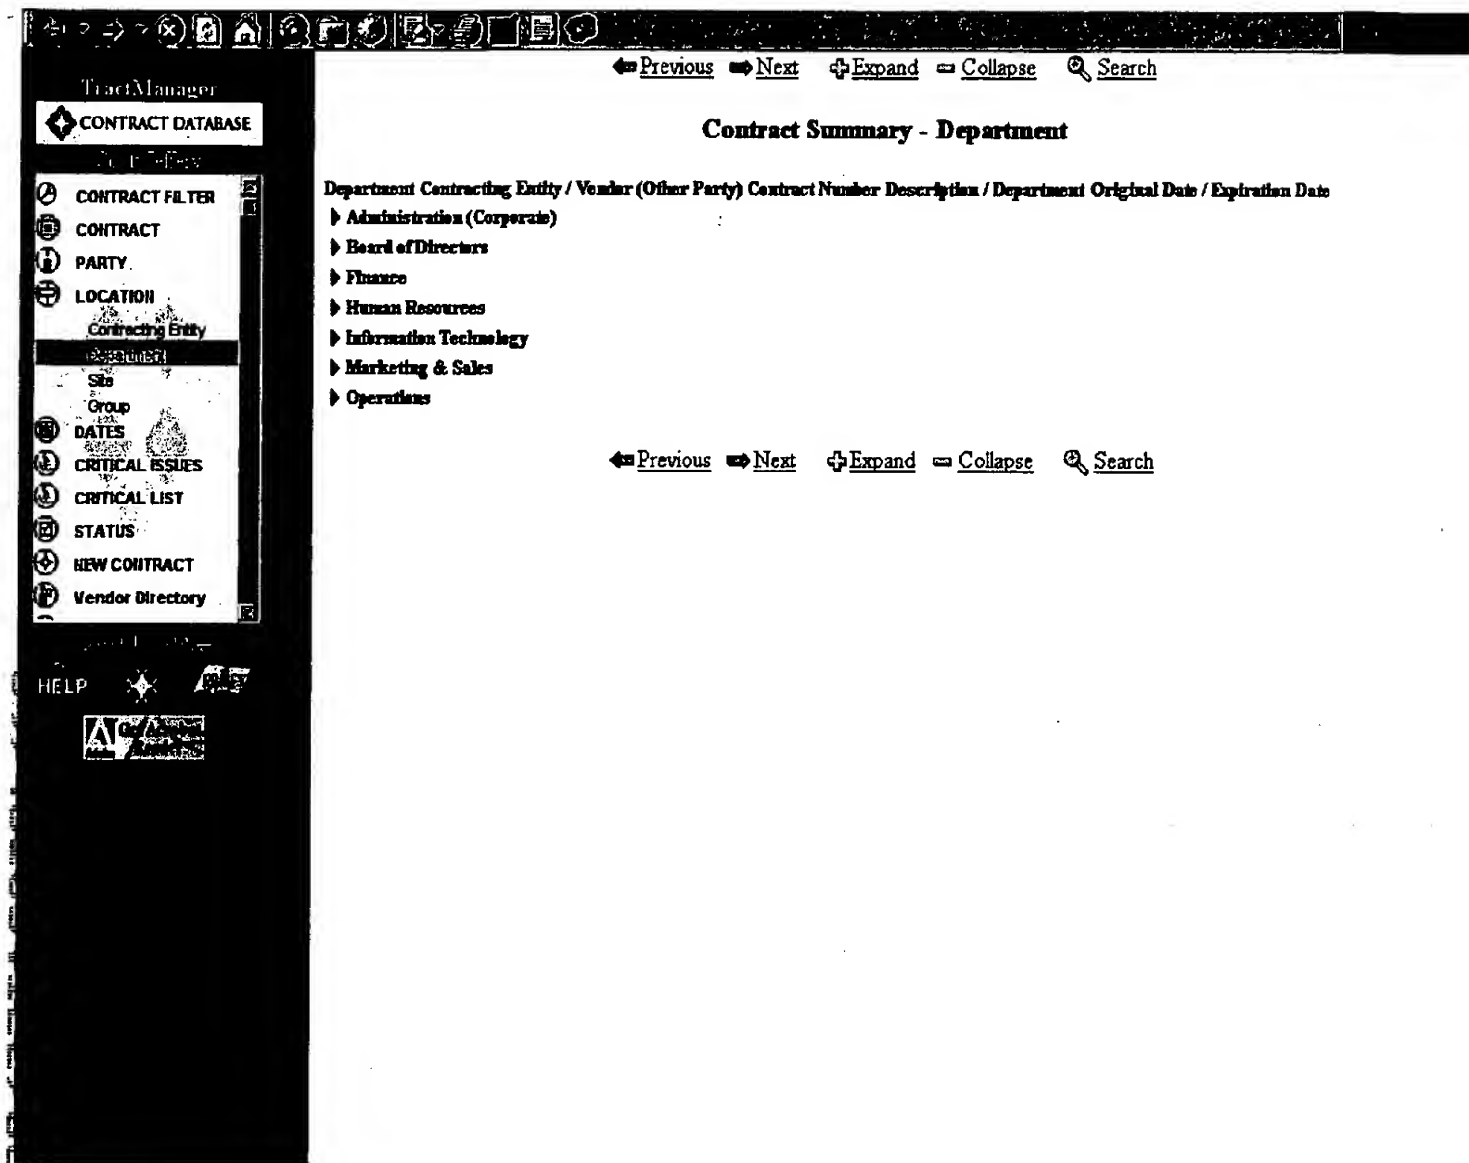 Previous Next Expand Collapse Search
TractManager
CONTRACT DATABASE
Contract Summary - Department
Department Contracting Entity / Vendor (Other Party) Contract Number Description / Department Original Date / Expiration Date
Administration (Corporate)
Board of Directors
Finance
Human Resources
Information Technology
Marketing & Sales
Operations
Previous Next Expand Collapse Search
CONTRACT FILTER
CONTRACT
PARTY
LOCATION
Contracting Entity
Department
Site
Group
DATES
CRITICAL ISSUES
CRITICAL LIST
STATUS
NEW CONTRACT
Vendor Directory
HELP